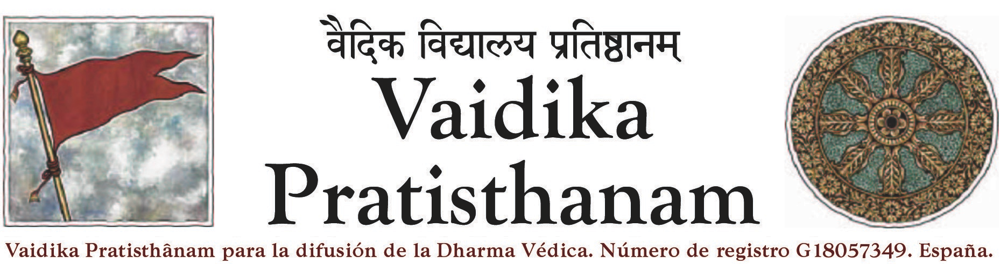 वैदिक विद्यालय प्रतिष्ठानम्
Vaidika
Pratisthanam
Vaidika Pratisthânam para la difusión de la Dharma Védica. Número de registro G18057349. España.